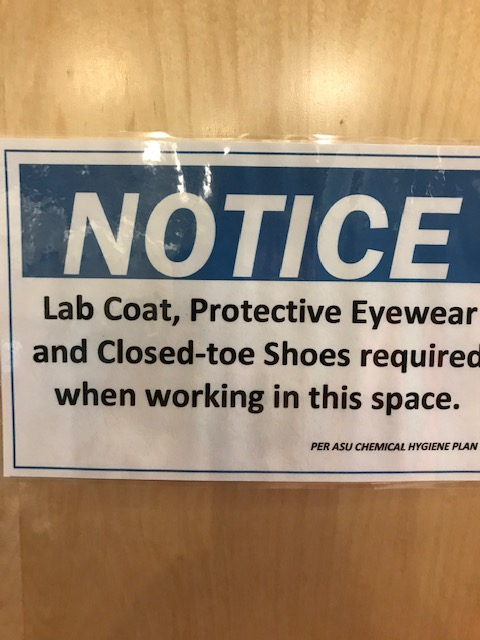 NOTICE
Lab Coat, Protective Eyewear
and Closed-toe Shoes required
when working in this space.
PER ASU CHEMICAL HYGIENE PLAN